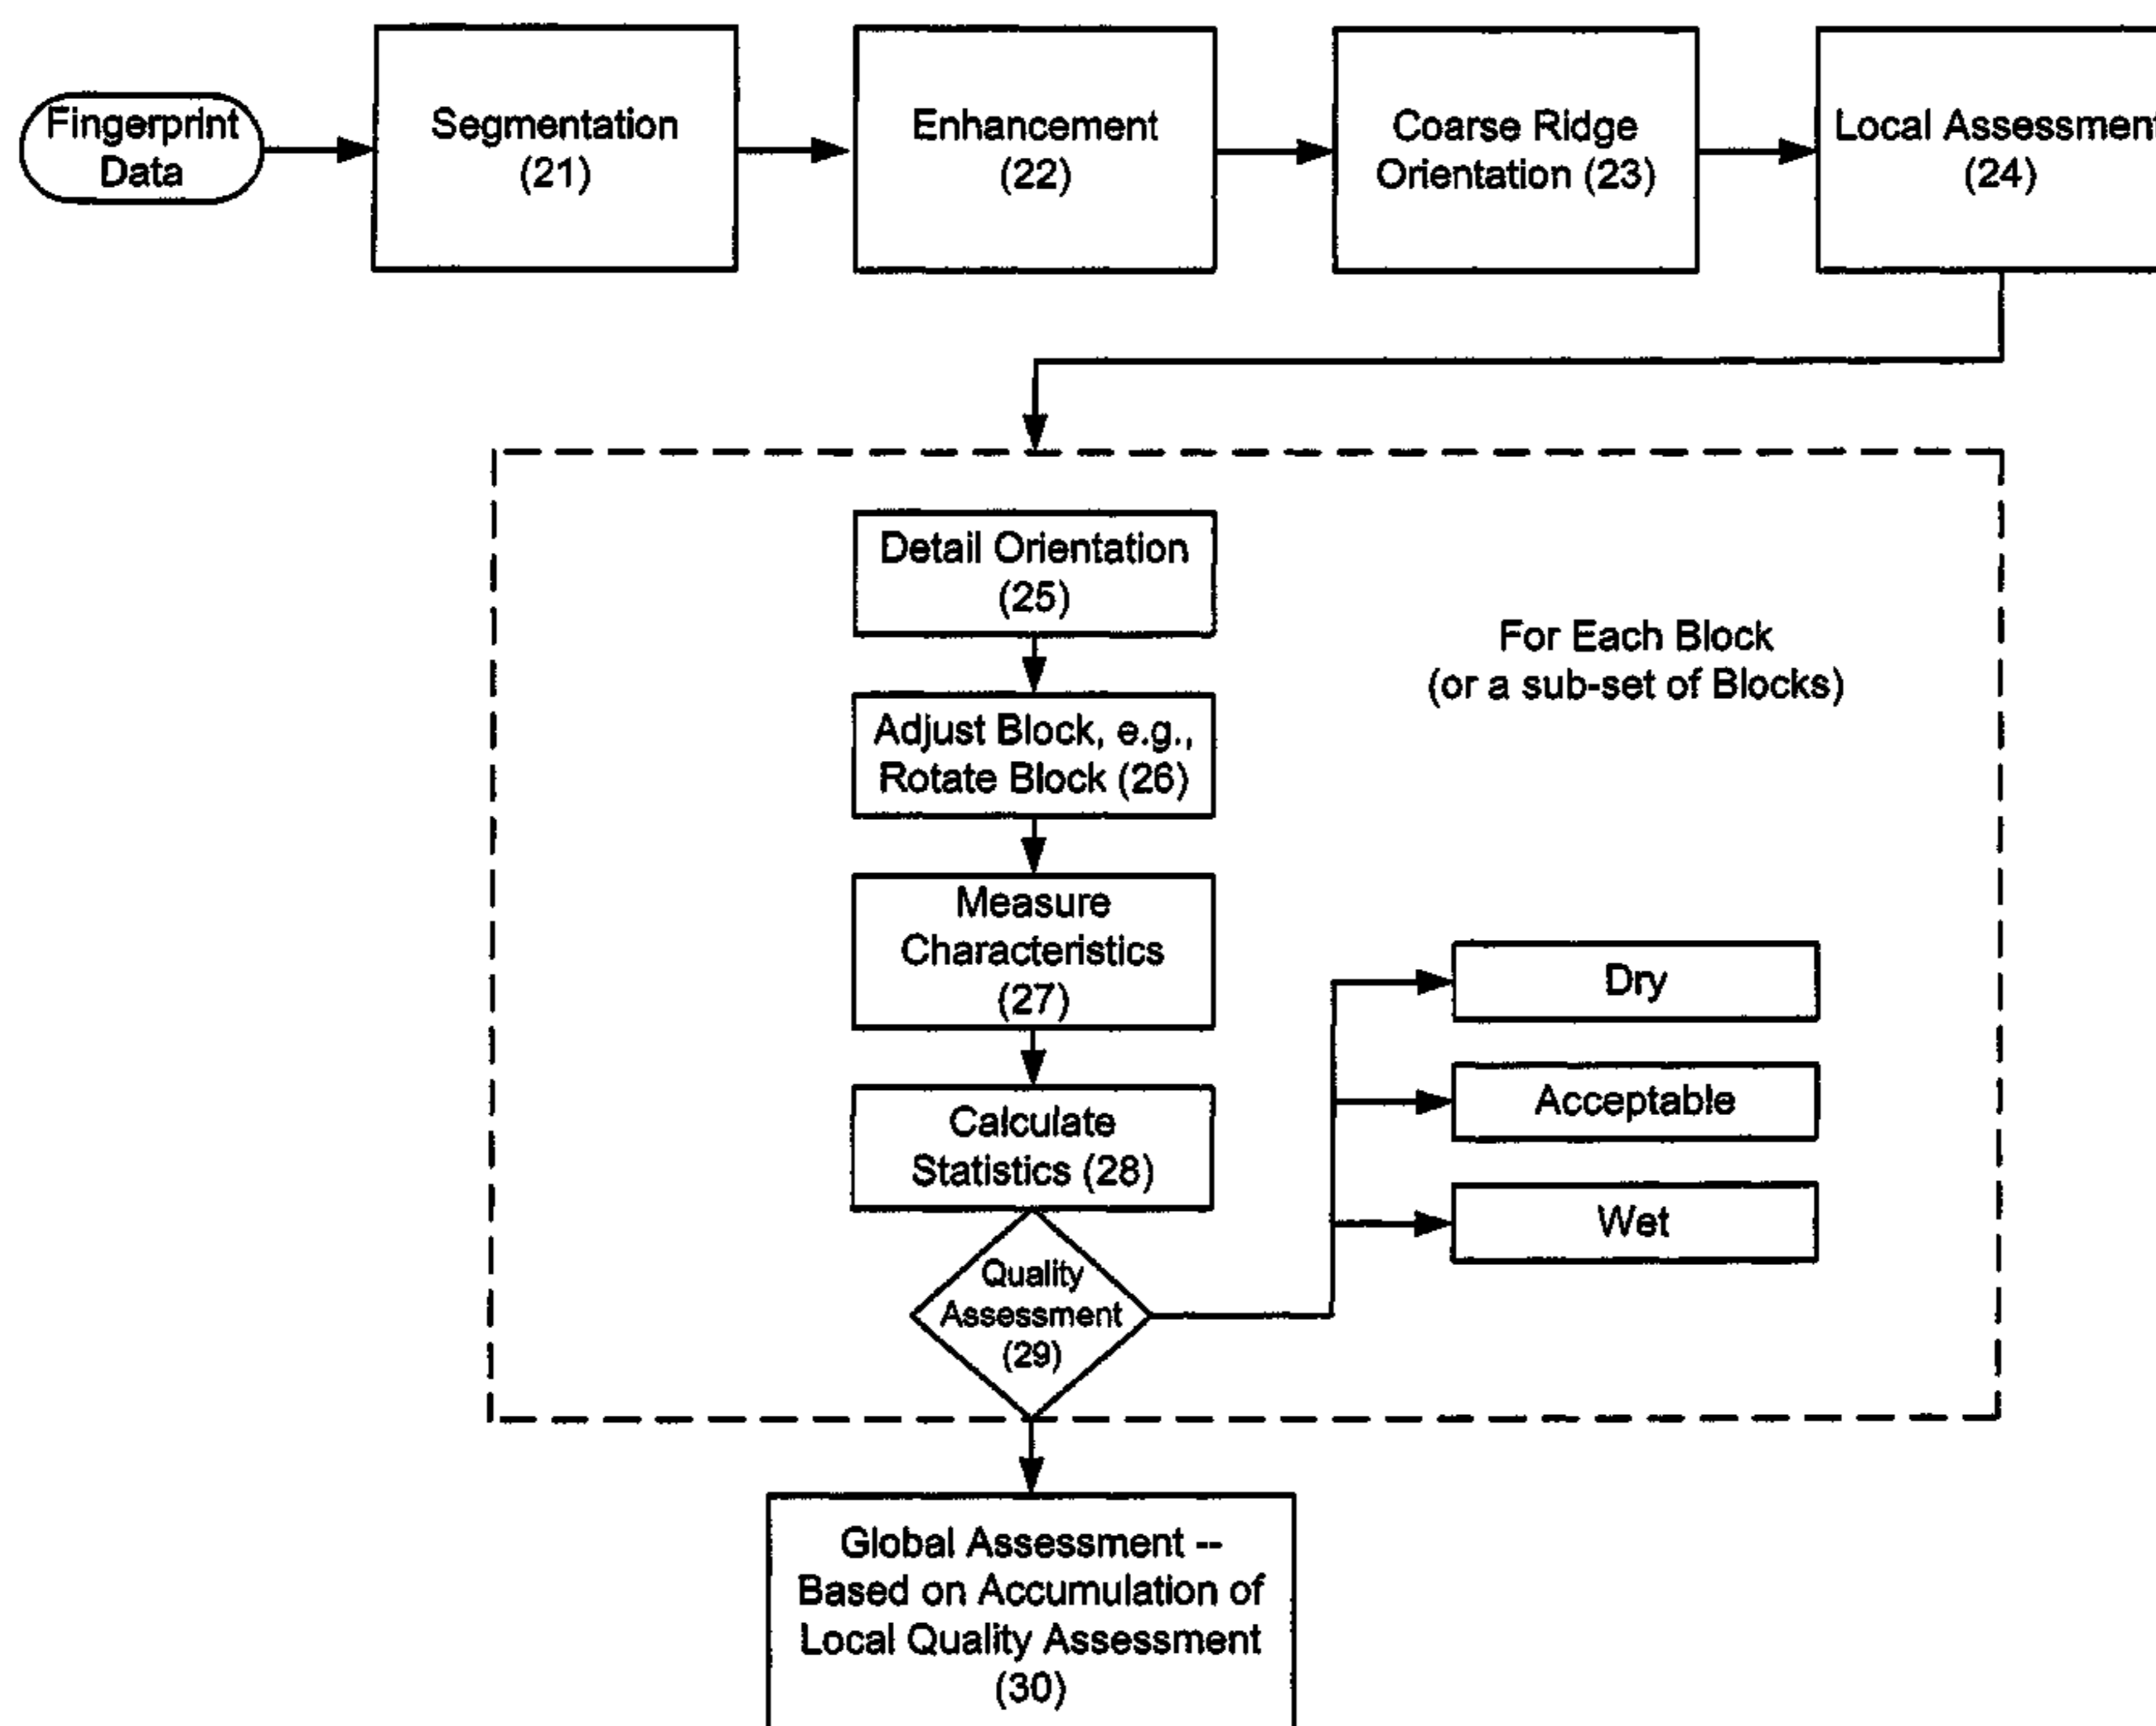 Fingerprint
Data
Segmentation
(21)
Enhancement
(22)
Coarse Ridge
Orientation (23)
Local Assessment
(24)
Detail Orientation
(25)
For Each Block
(or a sub-set of Blocks)
Adjust Block, e.g.,
Rotate Block (26)
Measure
Characteristics
(27)
Calculate
Statistics (28)
Dry
Acceptable
Wet
Quality
Assessment
(29)
Global Assessment --
Based on Accumulation of
Local Quality Assessment
(30)